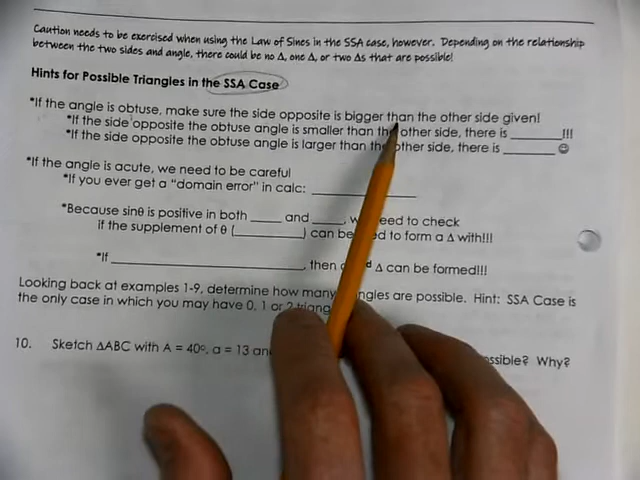 Caution needs to be exercised when using the Law of Sines in the SSA case, however. Depending on the relationship
between the two sides and angle, there could be no Δ, one Δ, or two Δs that are possible!
Hints for Possible Triangles in the SSA Case
*If the angle is obtuse, make sure the side opposite is bigger than the other side given!
*If the side opposite the obtuse angle is smaller than the other side, there is ________!!!
*If the side opposite the obtuse angle is larger than the other side, there is ________ ☺
*If the angle is acute, we need to be careful
*If you ever get a "domain error" in calc: ________________
*Because sinθ is positive in both _____ and _____, need to check
if the supplement of θ (___________) can be to form a Δ with!!!
*If ______________________________, then Δ can be formed!!!
Looking back at examples 1-9, determine how many are possible. Hint: SSA Case is
the only case in which you may have 0, 1 or 2
10. Sketch ΔABC with A = 40°, a = 13 Why?